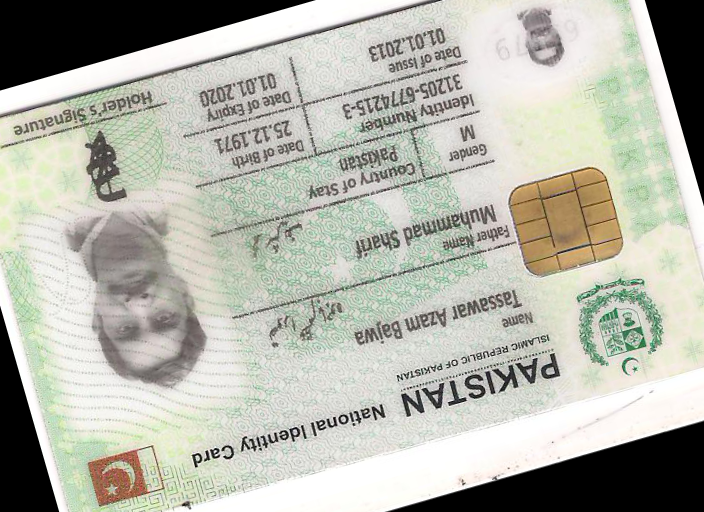 PAKISTAN National Identity Card
ISLAMIC REPUBLIC OF PAKISTAN
Name
Tassawar Azam Bajwa
Father Name
Muhammad Sharif
Gender
M
Country of Stay
Pakistan
Identity Number
31205-6774215-3
Date of Birth
25.12.1971
Date of Issue
01.01.2013
Date of Expiry
01.01.2020
Holder's Signature